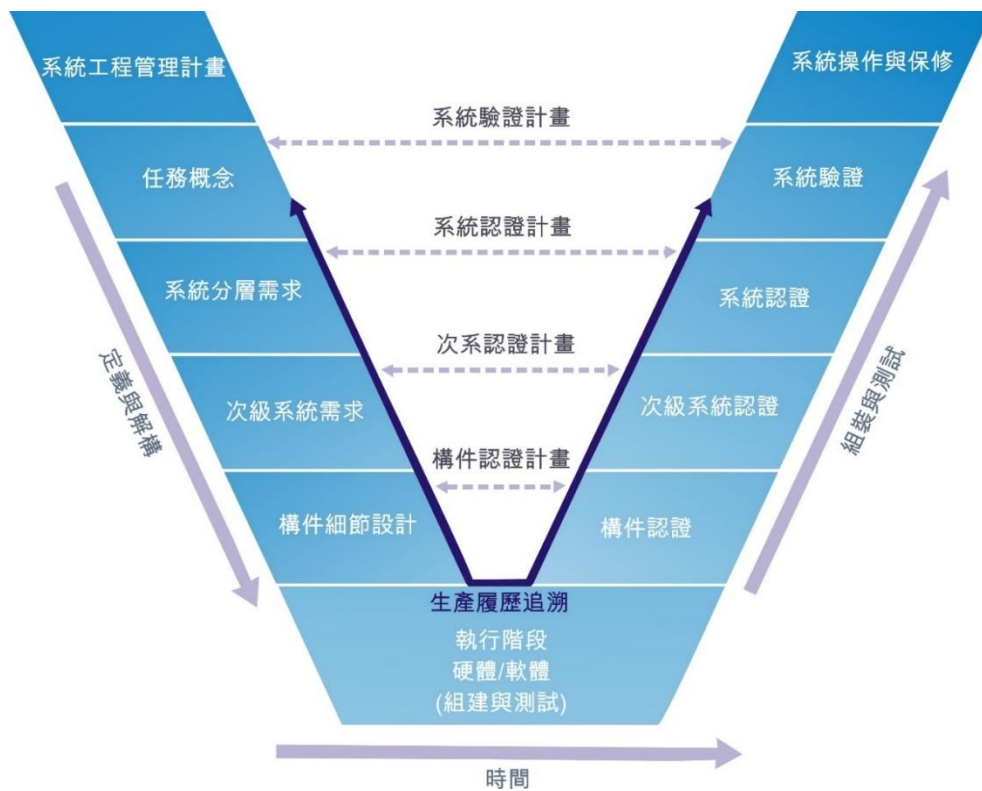 系統工程管理計畫
系統操作與保修
系統驗證計畫
任務概念
系統驗證
系統認證計畫
系統分層需求
系統認證
次系認證計畫
定義與解構
組裝與測試
次級系統需求
次級系統認證
構件認證計畫
構件細節設計
構件認證
生產履歷追溯
執行階段
硬體/軟體
(組建與測試)
時間